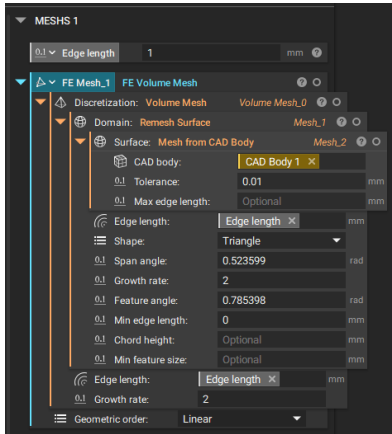 MESHS 1
0.1 Edge length 1 mm
FE Mesh_1 FE Volume Mesh
Discretization: Volume Mesh Volume Mesh_0
Domain: Remesh Surface Mesh_1
Surface: Mesh from CAD Body Mesh_2
CAD body: CAD Body 1 ×
0.1 Tolerance: 0.01 mm
0.1 Max edge length: Optional mm
Edge length: Edge length × mm
Shape: Triangle
0.1 Span angle: 0.523599 rad
0.1 Growth rate: 2
0.1 Feature angle: 0.785398 rad
0.1 Min edge length: 0 mm
0.1 Chord height: Optional mm
0.1 Min feature size: Optional mm
Edge length: Edge length × mm
0.1 Growth rate: 2
Geometric order: Linear